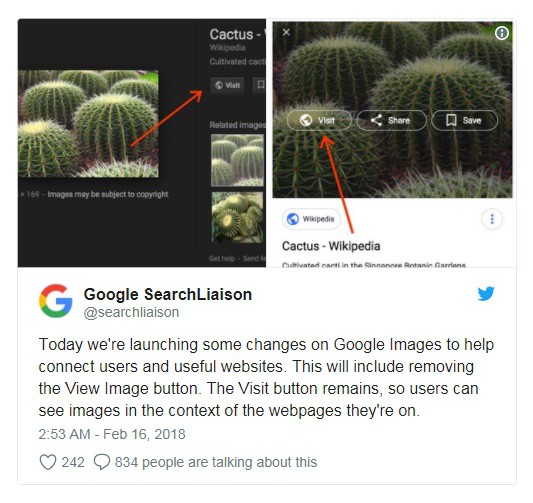 Cactus - 
Wikipedia
Cultivated cacti
Visit
Related images
× 169 - Images may be subject to copyright
Get help - Send fe
Visit
Share
Save
Wikipedia
Cactus - Wikipedia
Cultivated cacti in the Singapore Botanic Gardens
Google SearchLiaison
@searchliaison
Today we're launching some changes on Google Images to help
connect users and useful websites. This will include removing
the View Image button. The Visit button remains, so users can
see images in the context of the webpages they're on.
2:53 AM - Feb 16, 2018
242 834 people are talking about this